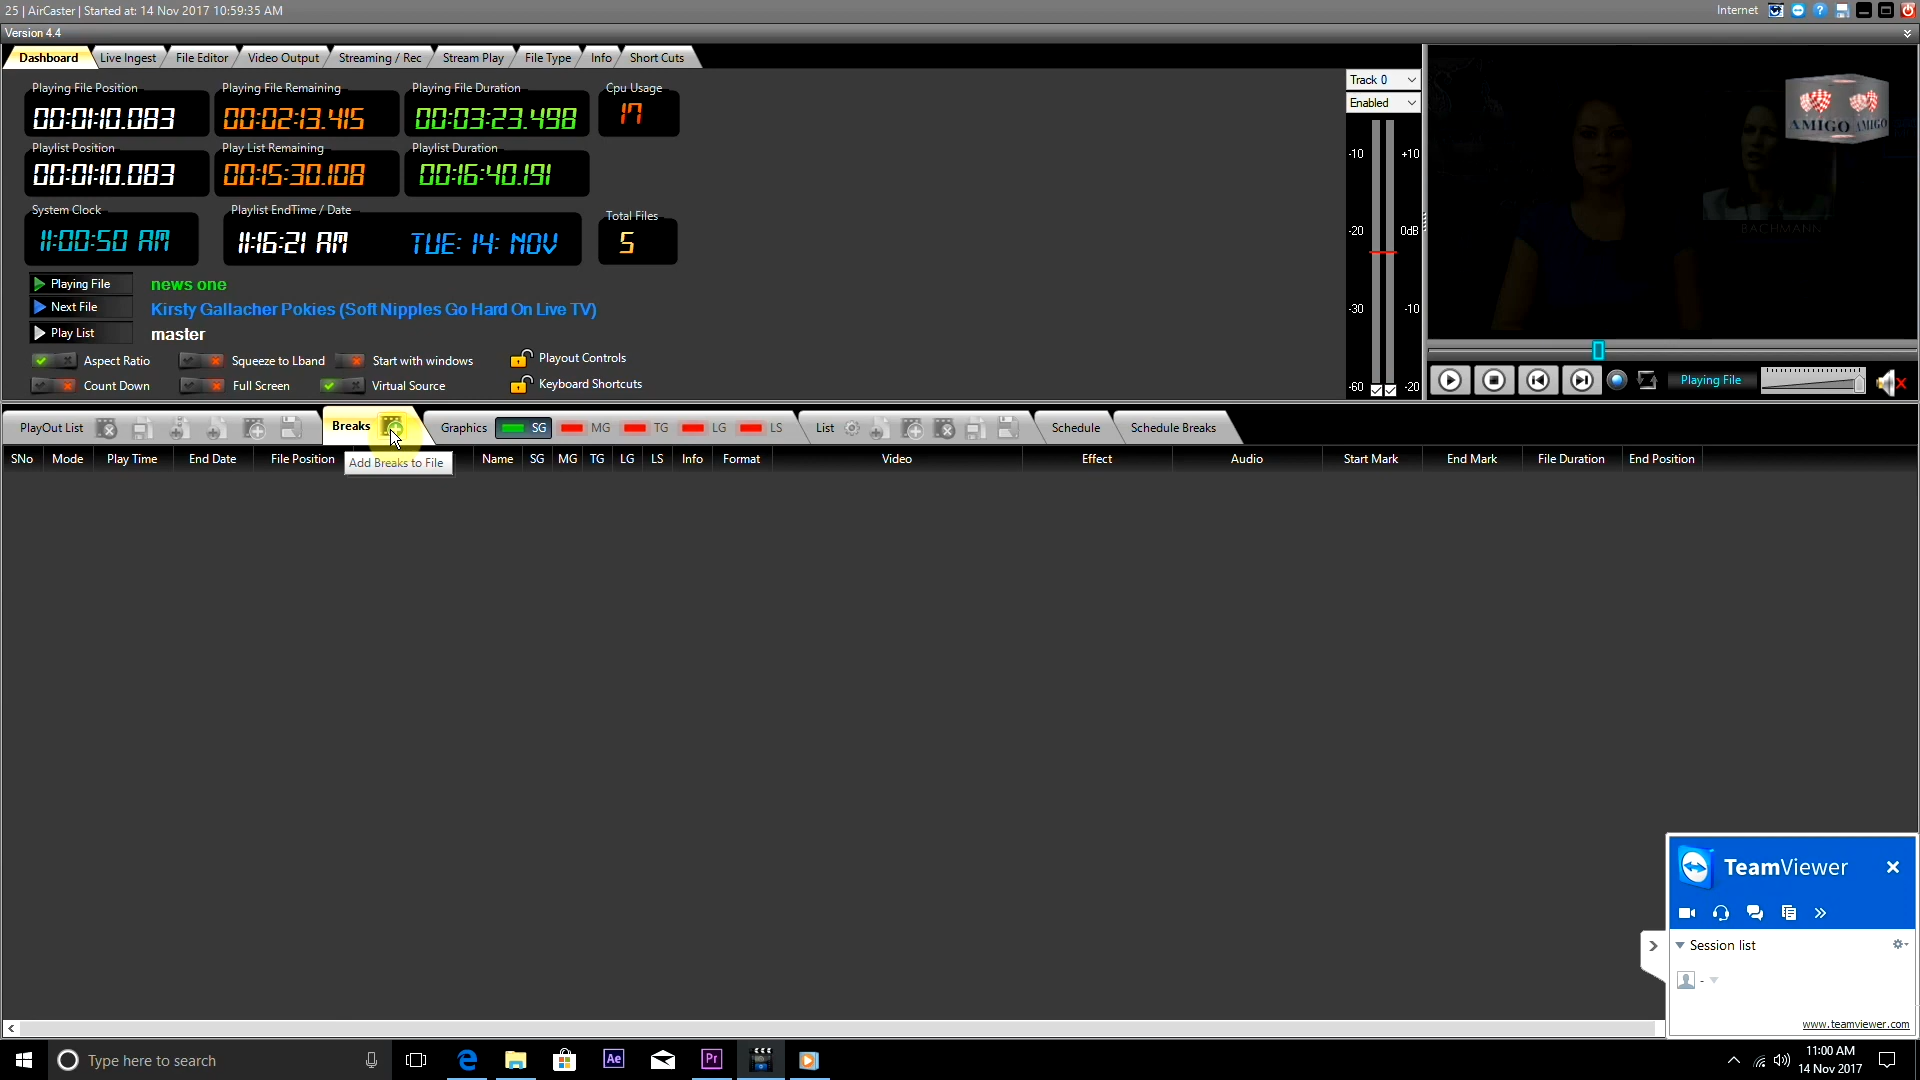 25 | AirCaster | Started at: 14 Nov 2017 10:59:35 AM
Internet
Version 4.4
Dashboard Live Ingest File Editor Video Output Streaming / Rec Stream Play File Type Info Short Cuts
Playing File Position Playing File Remaining Playing File Duration Cpu Usage
00:01:10.083 00:02:13.415 00:03:23.498 17
Playlist Position Play List Remaining Playlist Duration
00:01:10.083 00:15:30.108 00:16:40.191
System Clock Playlist EndTime / Date Total Files
11:00:50 AM 11:16:21 AM TUE: 14: NOV 5
Playing File news one
Next File Kirsty Gallacher Pokies (Soft Nipples Go Hard On Live TV)
Play List master
Aspect Ratio Squeeze to Lband Start with windows Playout Controls
Count Down Full Screen Virtual Source Keyboard Shortcuts
Track 0
Enabled
-10 +10
-20 0dB
-30 -10
-60 -20
AMIGO AMIGO
BACHMANN
Playing File
PlayOut List Breaks Graphics SG MG TG LG LS List Schedule Schedule Breaks
SNo Mode Play Time End Date File Position Name SG MG TG LG LS Info Format Video Effect Audio Start Mark End Mark File Duration End Position
Add Breaks to File
TeamViewer
Session list
-
www.teamviewer.com
Type here to search
Ae
Pr
11:00 AM
14 Nov 2017